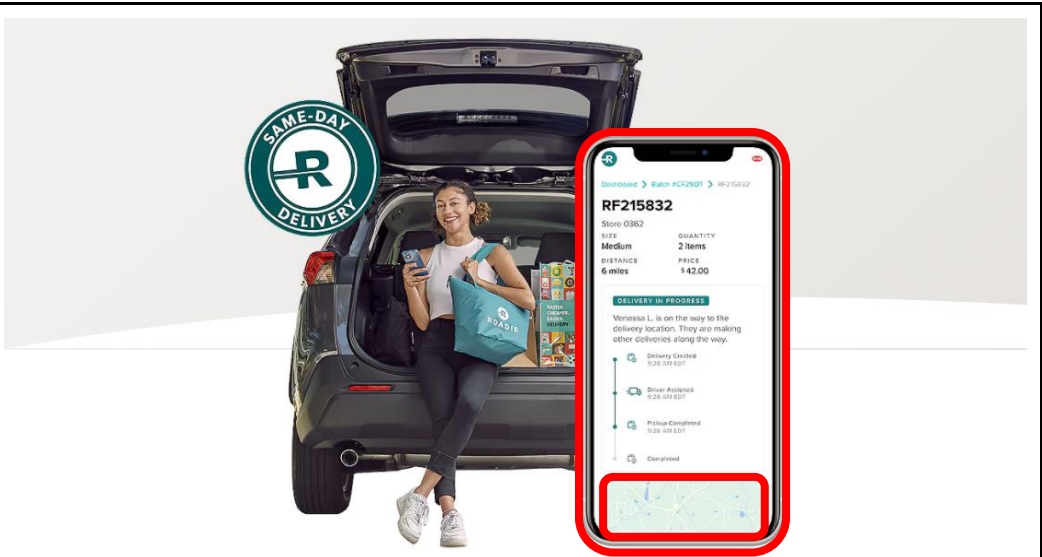 SAME-DAY
R
DELIVERY
ROADIE
FASTER.
CHEAPER.
DELIVERY.
R
Dashboard > Batch #CF29D1 > RF215832
RF215832
Store 0362
SIZE QUANTITY
Medium 2 items
DISTANCE PRICE
6 miles $42.00
DELIVERY IN PROGRESS
Venessa L. is on the way to the
delivery location. They are making
other deliveries along the way.
Delivery Created
9:28 AM EDT
Driver Assigned
9:28 AM EDT
Pickup Completed
9:28 AM EDT
Completed